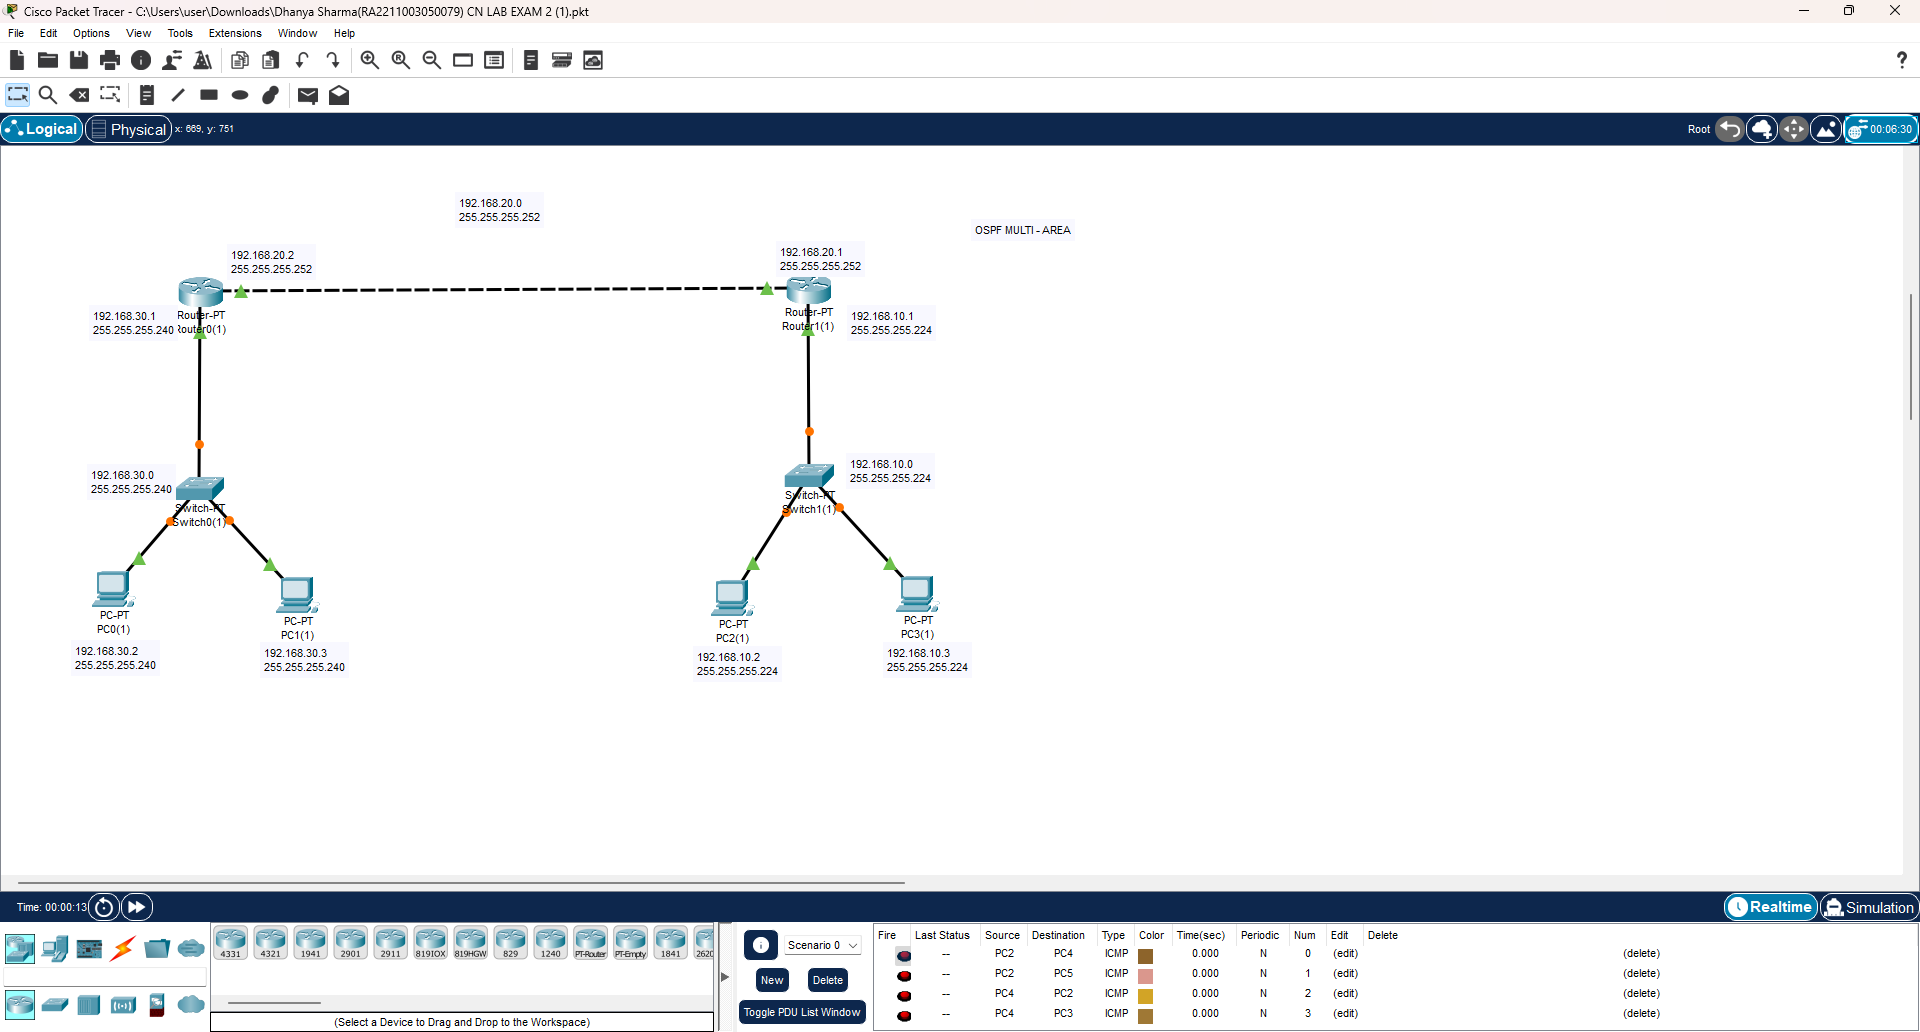 Cisco Packet Tracer - C:\Users\user\Downloads\Dhanya Sharma(RA2211003050079) CN LAB EXAM 2 (1).pkt
File Edit Options View Tools Extensions Window Help
Logical Physical x: 669, y: 751 Root 00:06:30
192.168.20.0
255.255.255.252
OSPF MULTI - AREA
192.168.20.2
255.255.255.252
192.168.20.1
255.255.255.252
192.168.30.1
255.255.255.240
Router-PT
Router0(1)
Router-PT
Router1(1)
192.168.10.1
255.255.255.224
192.168.30.0
255.255.255.240
Switch-PT
Switch0(1)
192.168.10.0
255.255.255.224
Switch-PT
Switch1(1)
PC-PT
PC0(1)
192.168.30.2
255.255.255.240
PC-PT
PC1(1)
192.168.30.3
255.255.255.240
PC-PT
PC2(1)
192.168.10.2
255.255.255.224
PC-PT
PC3(1)
192.168.10.3
255.255.255.224
Time: 00:00:13 Realtime Simulation
4331 4321 1941 2901 2911 819IOX 819HGW 829 1240 PT-Router PT-Empty 1841 2620
(Select a Device to Drag and Drop to the Workspace)
Scenario 0
New Delete
Toggle PDU List Window
Fire Last Status Source Destination Type Color Time(sec) Periodic Num Edit Delete
-- PC2 PC4 ICMP 0.000 N 0 (edit) (delete)
-- PC2 PC5 ICMP 0.000 N 1 (edit) (delete)
-- PC4 PC2 ICMP 0.000 N 2 (edit) (delete)
-- PC4 PC3 ICMP 0.000 N 3 (edit) (delete)